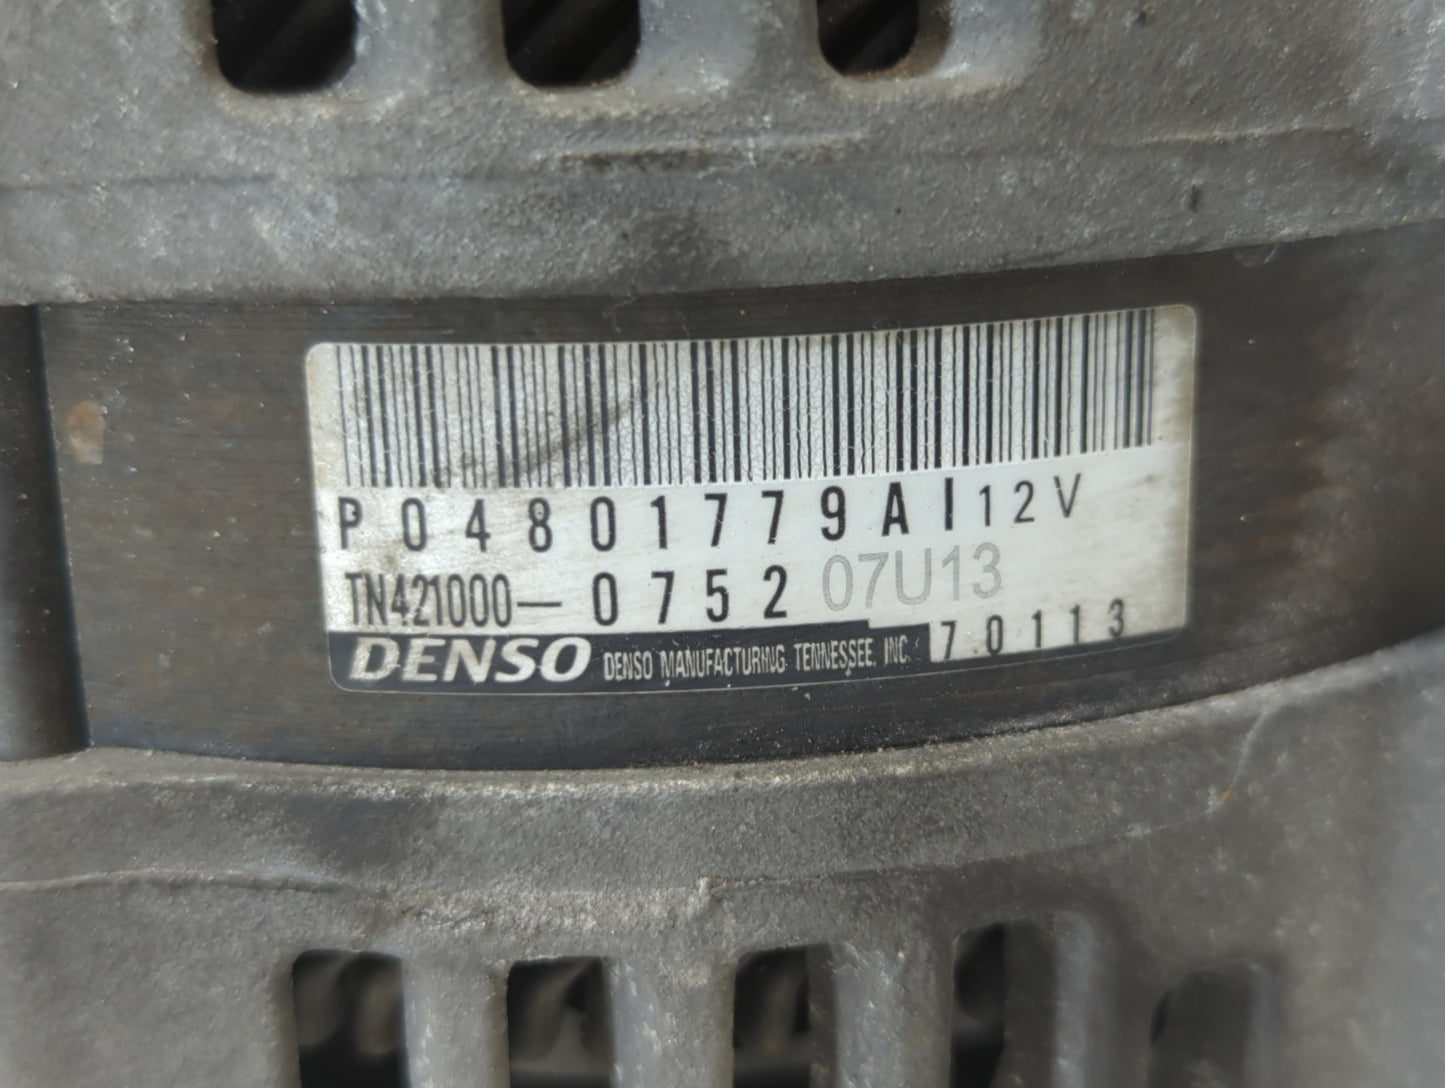 P04801779AI 12V
TN421000-0752 07U13
DENSO DENSO MANUFACTURING TENNESSEE, INC. 70113